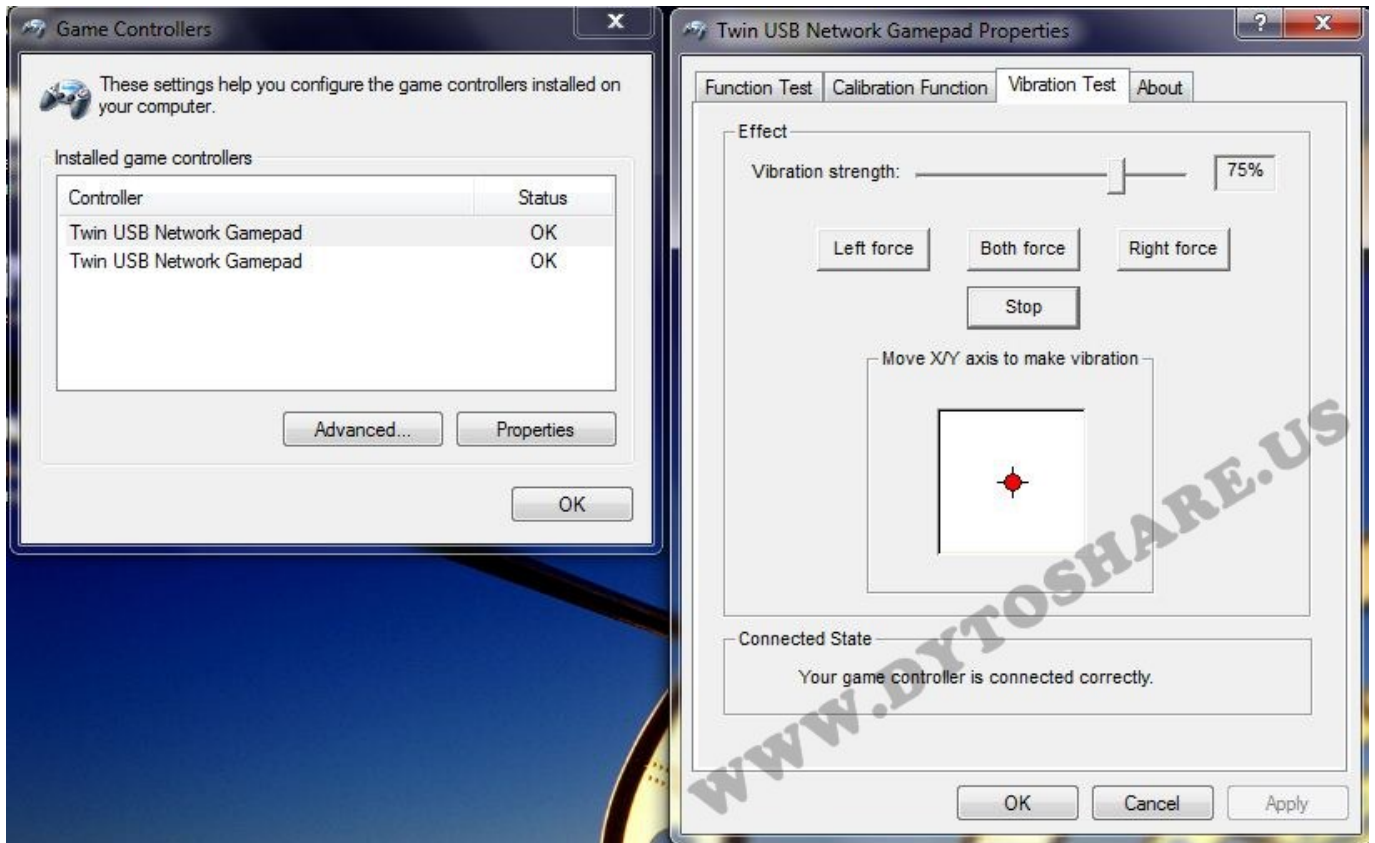 Game Controllers
These settings help you configure the game controllers installed on
your computer.
Installed game controllers
Controller Status
Twin USB Network Gamepad OK
Twin USB Network Gamepad OK
Advanced... Properties
OK
Twin USB Network Gamepad Properties
Function Test Calibration Function Vibration Test About
Effect
Vibration strength: 75%
Left force Both force Right force
Stop
Move X/Y axis to make vibration
Connected State
Your game controller is connected correctly.
OK Cancel Apply
WWW.DYTOSHARE.US